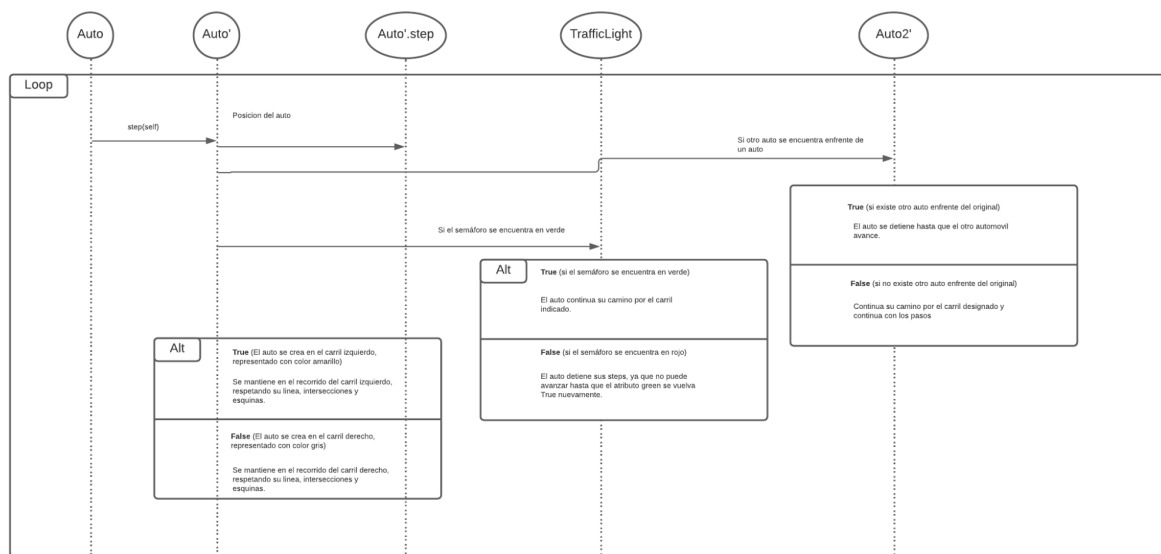 Auto
Auto'
Auto'.step
TrafficLight
Auto2'
Loop
step(self)
Posicion del auto
Si otro auto se encuentra enfrente de
un auto
Si el semáforo se encuentra en verde
True (si existe otro auto enfrente del original)
El auto se detiene hasta que el otro automovil
avance.
False (si no existe otro auto enfrente del original)
Continua su camino por el carril designado y
continua con los pasos
Alt
True (si el semáforo se encuentra en verde)
El auto continua su camino por el carril
indicado.
False (si el semáforo se encuentra en rojo)
El auto detiene sus steps, ya que no puede
avanzar hasta que el atributo green se vuelva
True nuevamente.
Alt
True (El auto se crea en el carril izquierdo,
representado con color amarillo)
Se mantiene en el recorrido del carril izquierdo,
respetando su linea, intersecciones y
esquinas.
False (El auto se crea en el carril derecho,
representado con color gris)
Se mantiene en el recorrido del carril derecho,
respetando su linea, intersecciones y
esquinas.